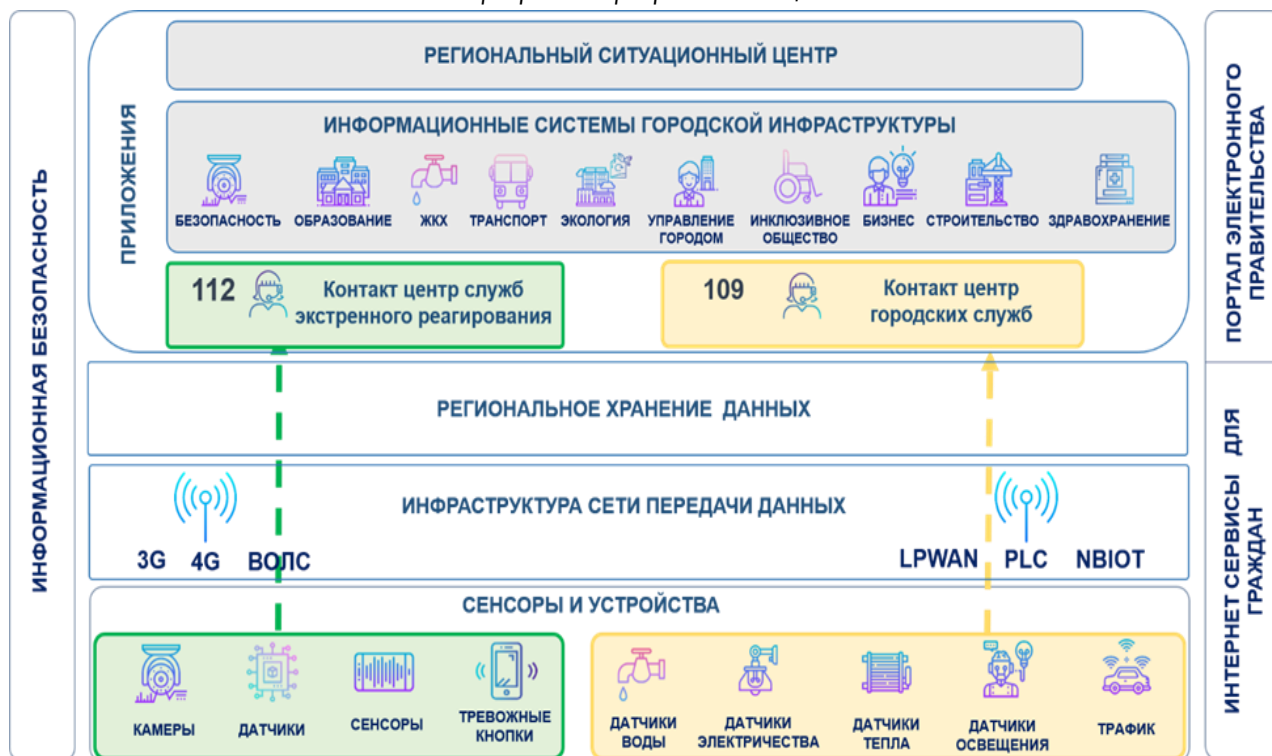 ИНФОРМАЦИОННАЯ БЕЗОПАСНОСТЬ
ПРИЛОЖЕНИЯ
РЕГИОНАЛЬНЫЙ СИТУАЦИОННЫЙ ЦЕНТР
ИНФОРМАЦИОННЫЕ СИСТЕМЫ ГОРОДСКОЙ ИНФРАСТРУКТУРЫ
БЕЗОПАСНОСТЬ
ОБРАЗОВАНИЕ
ЖКХ
ТРАНСПОРТ
ЭКОЛОГИЯ
УПРАВЛЕНИЕ
ГОРОДОМ
ИНКЛЮЗИВНОЕ
ОБЩЕСТВО
БИЗНЕС
СТРОИТЕЛЬСТВО
ЗДРАВОХРАНЕНИЕ
112
Контакт центр служб
экстренного реагирования
109
Контакт центр
городских служб
РЕГИОНАЛЬНОЕ ХРАНЕНИЕ ДАННЫХ
ИНФРАСТРУКТУРА СЕТИ ПЕРЕДАЧИ ДАННЫХ
3G 4G ВОЛС
LPWAN PLC NBIOT
СЕНСОРЫ И УСТРОЙСТВА
КАМЕРЫ
ДАТЧИКИ
СЕНСОРЫ
ТРЕВОЖНЫЕ
КНОПКИ
ДАТЧИКИ
ВОДЫ
ДАТЧИКИ
ЭЛЕКТРИЧЕСТВА
ДАТЧИКИ
ТЕПЛА
ДАТЧИКИ
ОСВЕЩЕНИЯ
ТРАФИК
ПОРТАЛ ЭЛЕКТРОННОГО
ПРАВИТЕЛЬСТВА
ИНТЕРНЕТ СЕРВИСЫ ДЛЯ
ГРАЖДАН